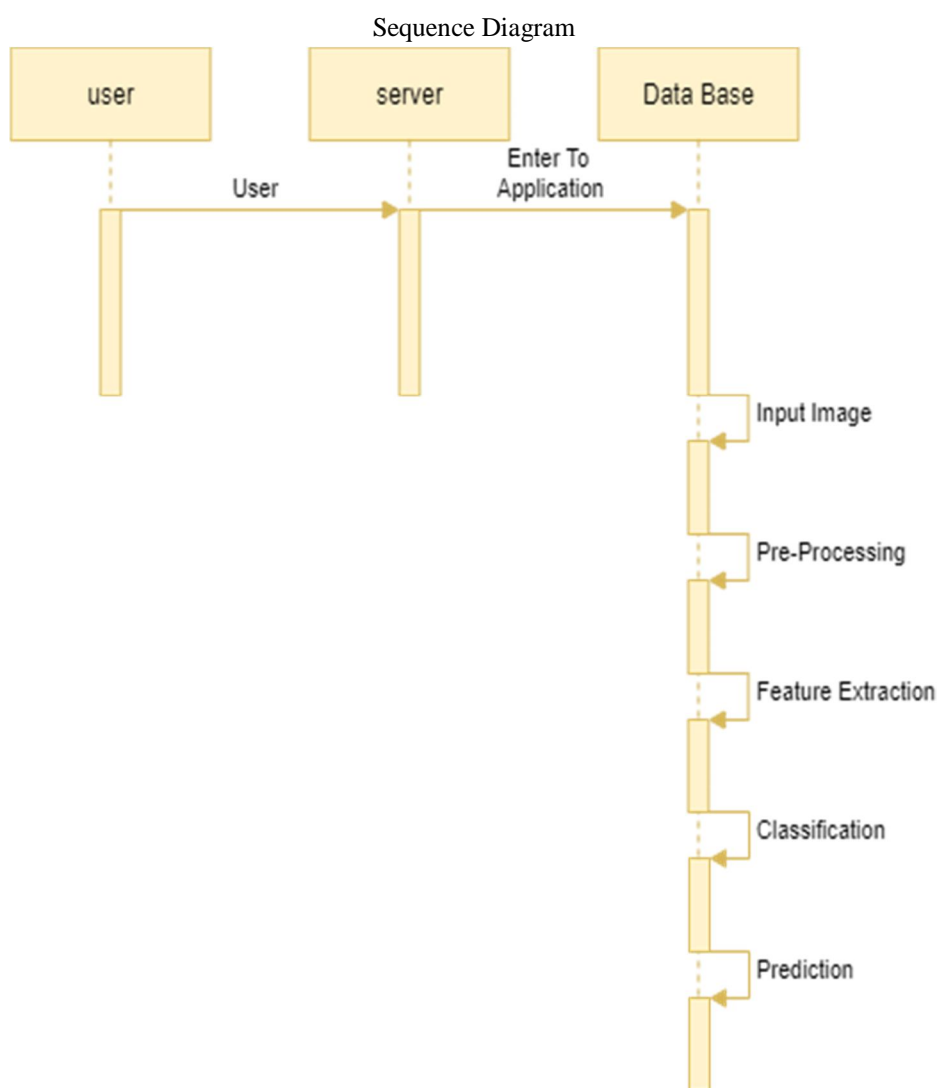 Sequence Diagram
user
server
Data Base
User
Enter To
Application
Input Image
Pre-Processing
Feature Extraction
Classification
Prediction